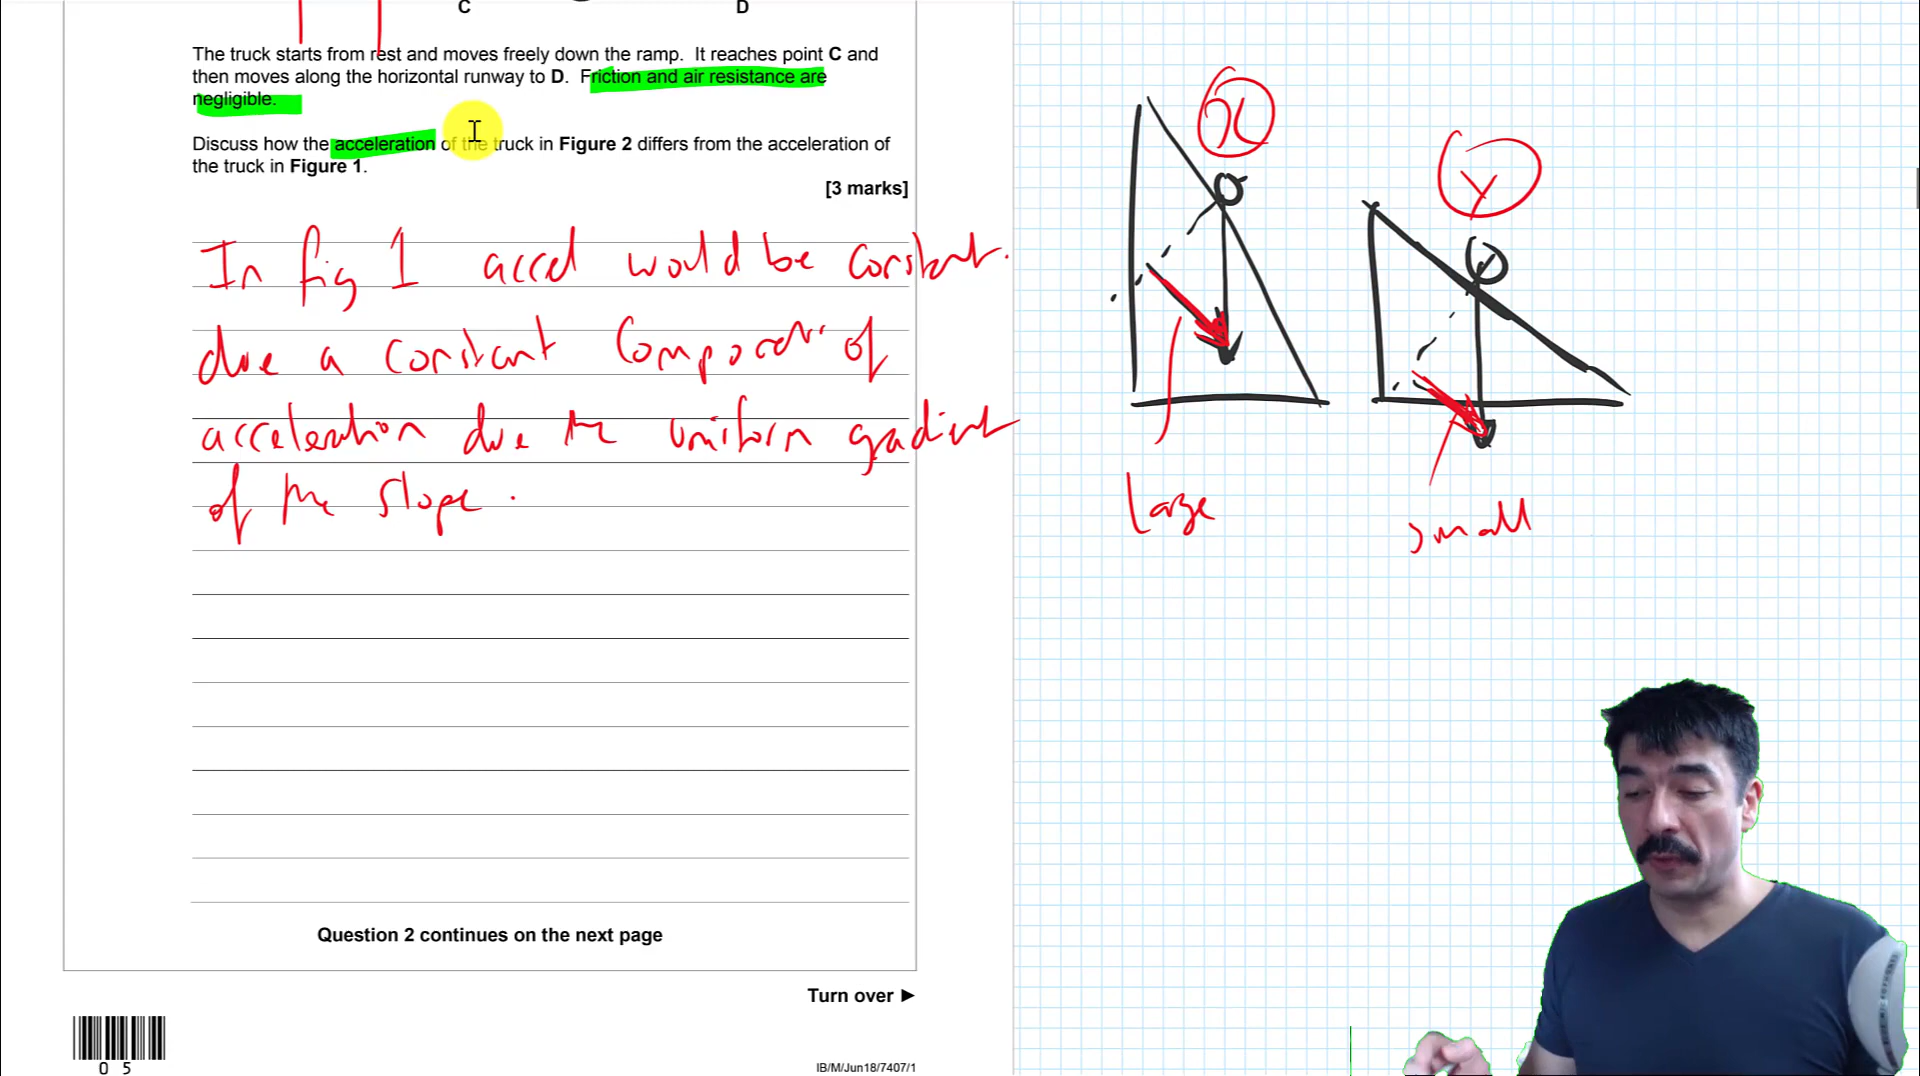 C D
The truck starts from rest and moves freely down the ramp. It reaches point C and
then moves along the horizontal runway to D. Friction and air resistance are
negligible.
Discuss how the acceleration of the truck in Figure 2 differs from the acceleration of
the truck in Figure 1.
[3 marks]
In fig 1 accel would be constant.
due a constant component of
acceleration due the uniform gradient
of the slope.
Question 2 continues on the next page
Turn over ►
05
IB/M/Jun18/7407/1
X
Y
Large
small